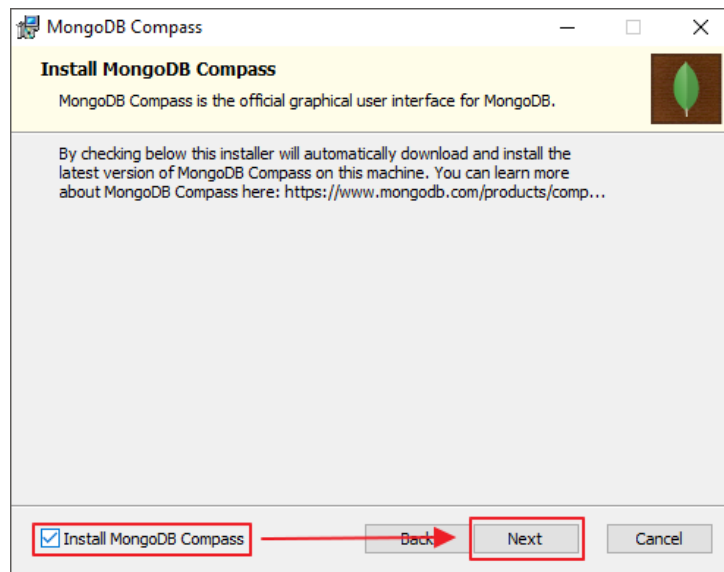 MongoDB Compass
Install MongoDB Compass
MongoDB Compass is the official graphical user interface for MongoDB.
By checking below this installer will automatically download and install the
latest version of MongoDB Compass on this machine. You can learn more
about MongoDB Compass here: https://www.mongodb.com/products/comp...
Install MongoDB Compass
Back
Next
Cancel